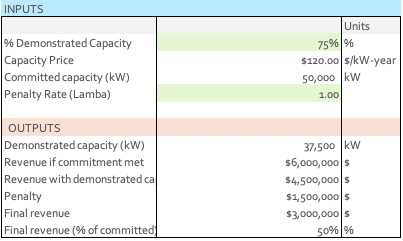 INPUTS
Units
% Demonstrated Capacity 75% %
Capacity Price $120.00 $/kW-year
Committed capacity (kW) 50,000 kW
Penalty Rate (Lamba) 1.00
OUTPUTS
Demonstrated capacity (kW) 37,500 kW
Revenue if commitment met $6,000,000 $
Revenue with demonstrated ca $4,500,000 $
Penalty $1,500,000 $
Final revenue $3,000,000 $
Final revenue (% of committed) 50% %